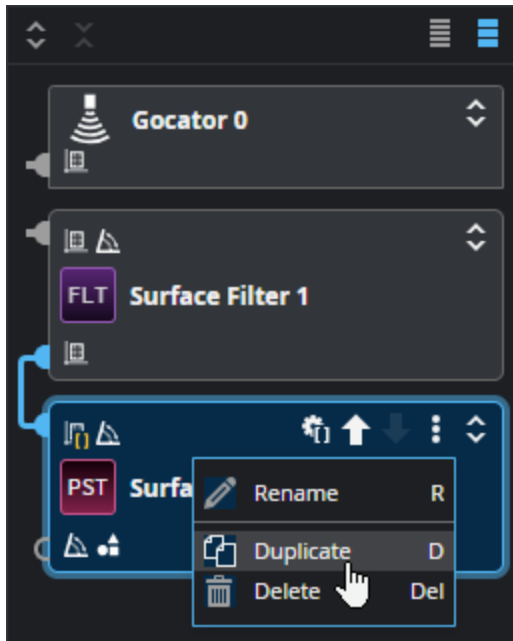 Gocator 0
FLT Surface Filter 1
PST Surfa
Rename R
Duplicate D
Delete Del